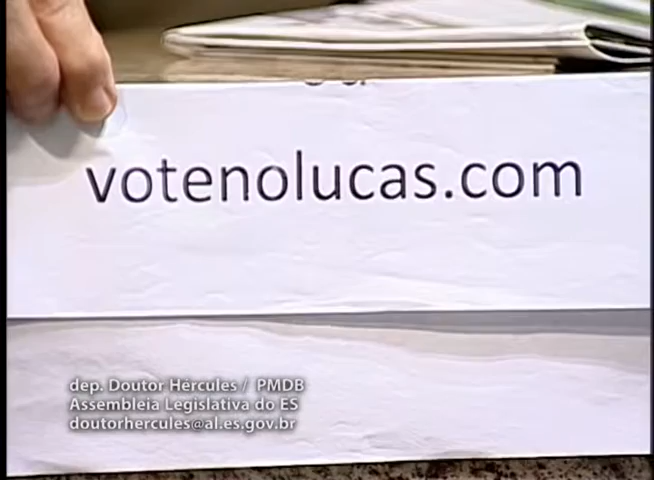 votenolucas.com
dep. Doutor Hércules / PMDB
Assembleia Legislativa do ES
doutorhercules@al.es.gov.br